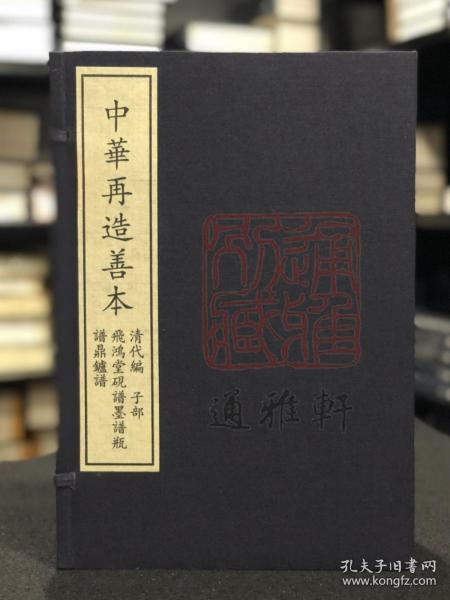 中華再造善本
清代編 子部
飛鴻堂硯譜墨譜瓶
譜鼎鑪譜
通雅軒
孔夫子旧书网
www.kongfz.com